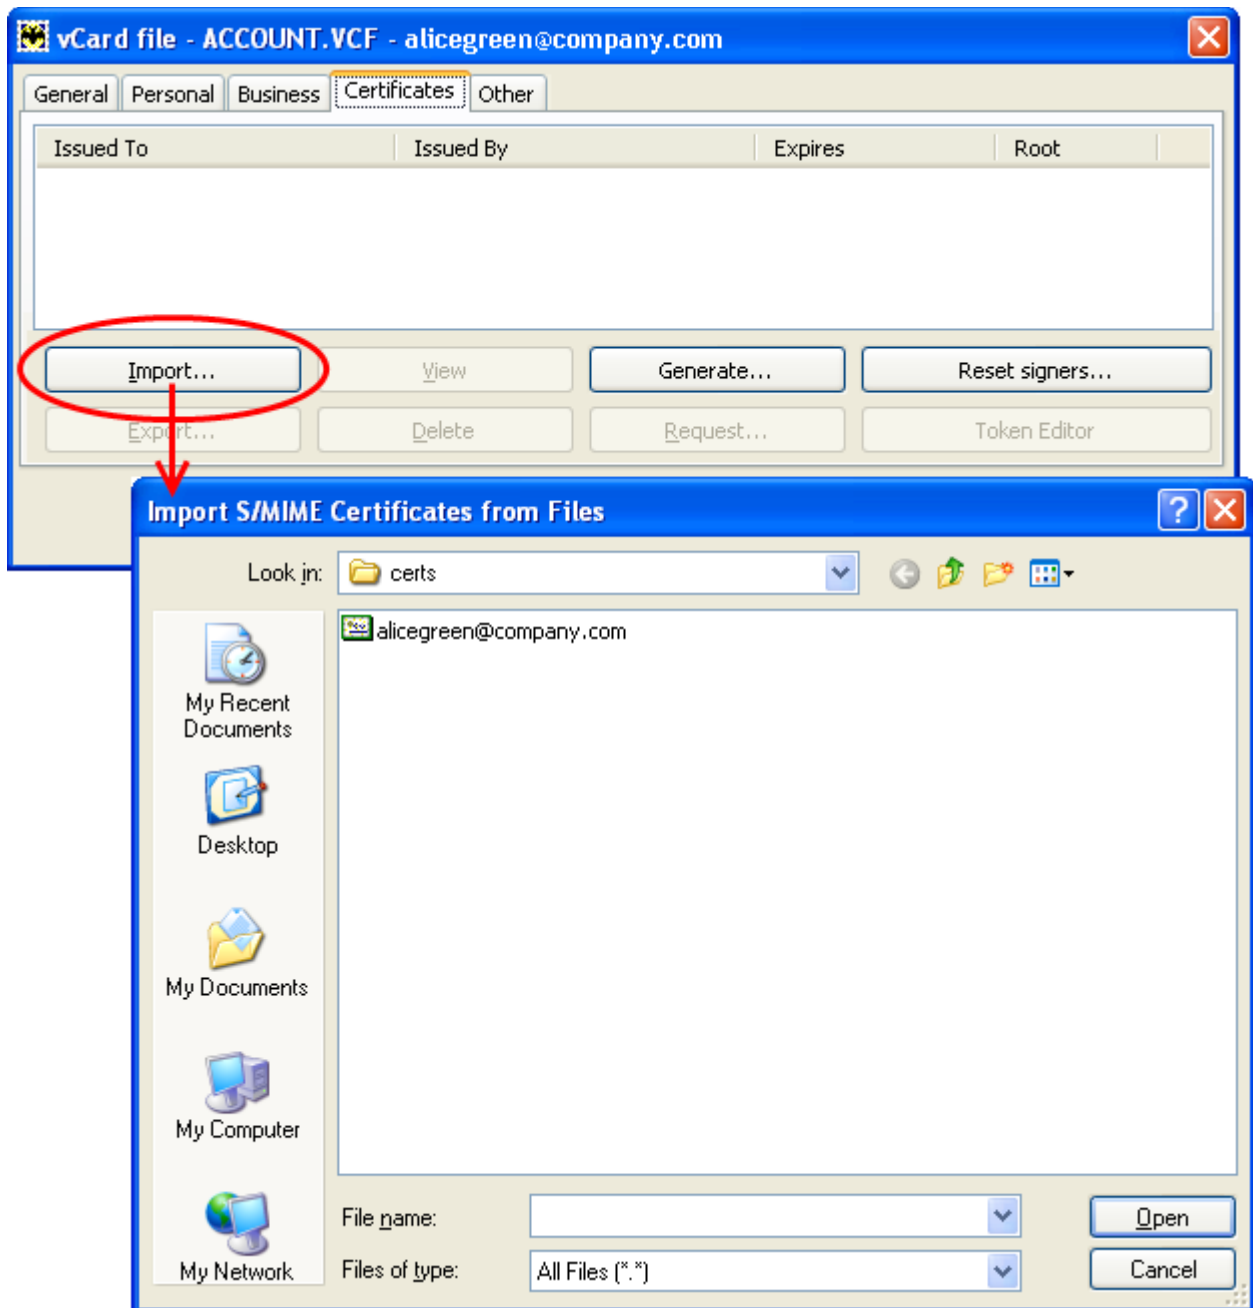 vCard file - ACCOUNT.VCF - alicegreen@company.com
General Personal Business Certificates Other
Issued To Issued By Expires Root
Import... View Generate... Reset signers...
Export... Delete Request... Token Editor
Import S/MIME Certificates from Files
Look in: certs
alicegreen@company.com
My Recent
Documents
Desktop
My Documents
My Computer
My Network
File name: Open
Files of type: All Files (*.*) Cancel